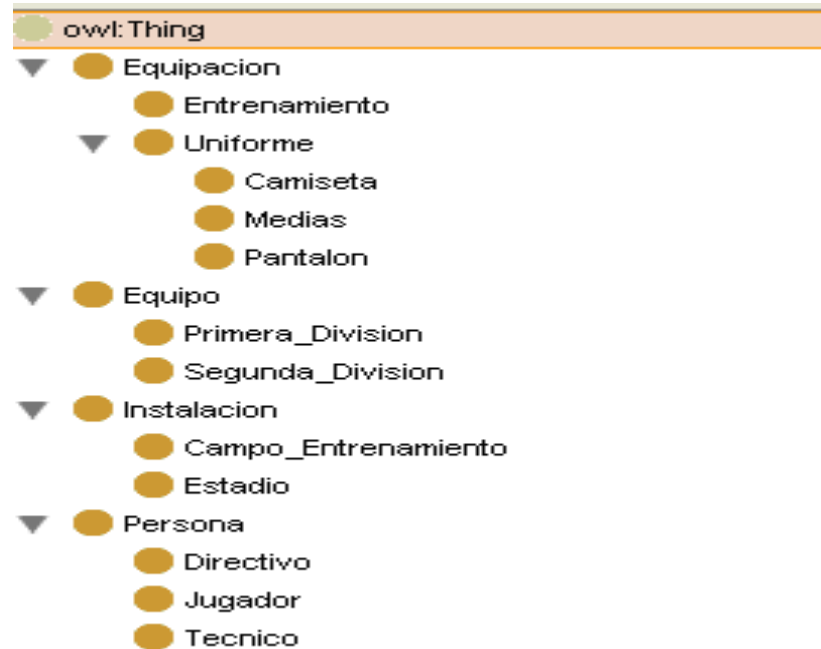 owl:Thing
Equipacion
Entrenamiento
Uniforme
Camiseta
Medias
Pantalon
Equipo
Primera_Division
Segunda_Division
Instalacion
Campo_Entrenamiento
Estadio
Persona
Directivo
Jugador
Tecnico